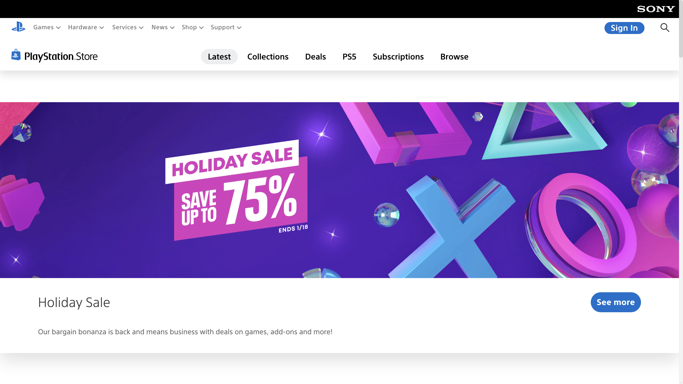 SONY
Games Hardware Services News Shop Support Sign In
PlayStation.Store Latest Collections Deals PS5 Subscriptions Browse
HOLIDAY SALE
SAVE UP TO 75%
ENDS 1/18
Holiday Sale
See more
Our bargain bonanza is back and means business with deals on games, add-ons and more!